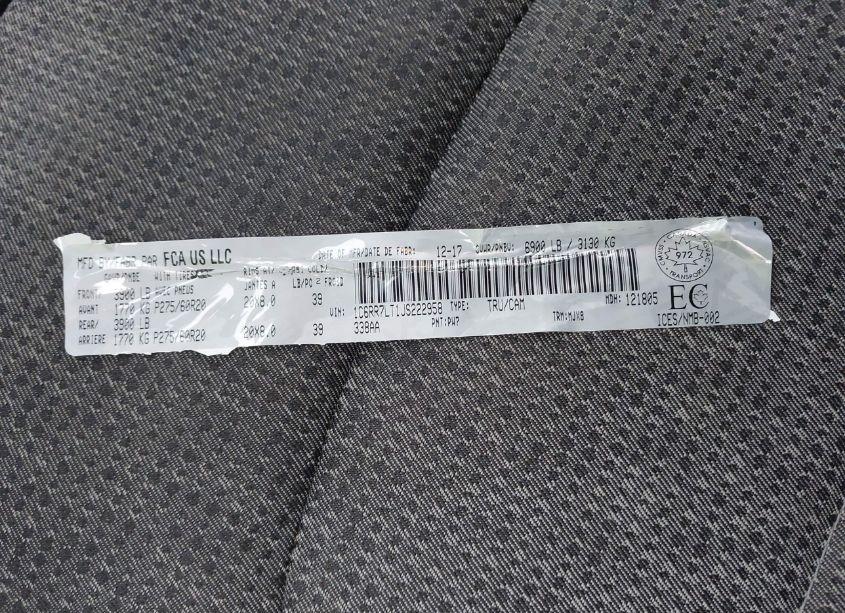 MFD BY/FAB PAR FCA US LLC DATE OF MFR/DATE DE FABR: 12-17 GVWR/PNBV: 6900 LB / 3130 KG
WITH TIRES
FRONT/ 3900 LB AVEC PNEUS JANTES A LB/PO 2 FROID
AVANT 1770 KG P275/60R20 20X8.0 39
VIN: 1C6RR7LT1JS222958 TYPE: TRU/CAM MDH: 121805
REAR/ 3900 LB 338AA PNT:PW7 TRM:MJX8 ICES/NMB-002
ARRIERE 1770 KG P275/60R20 20X8.0 39
972
TRANSPORT
EC